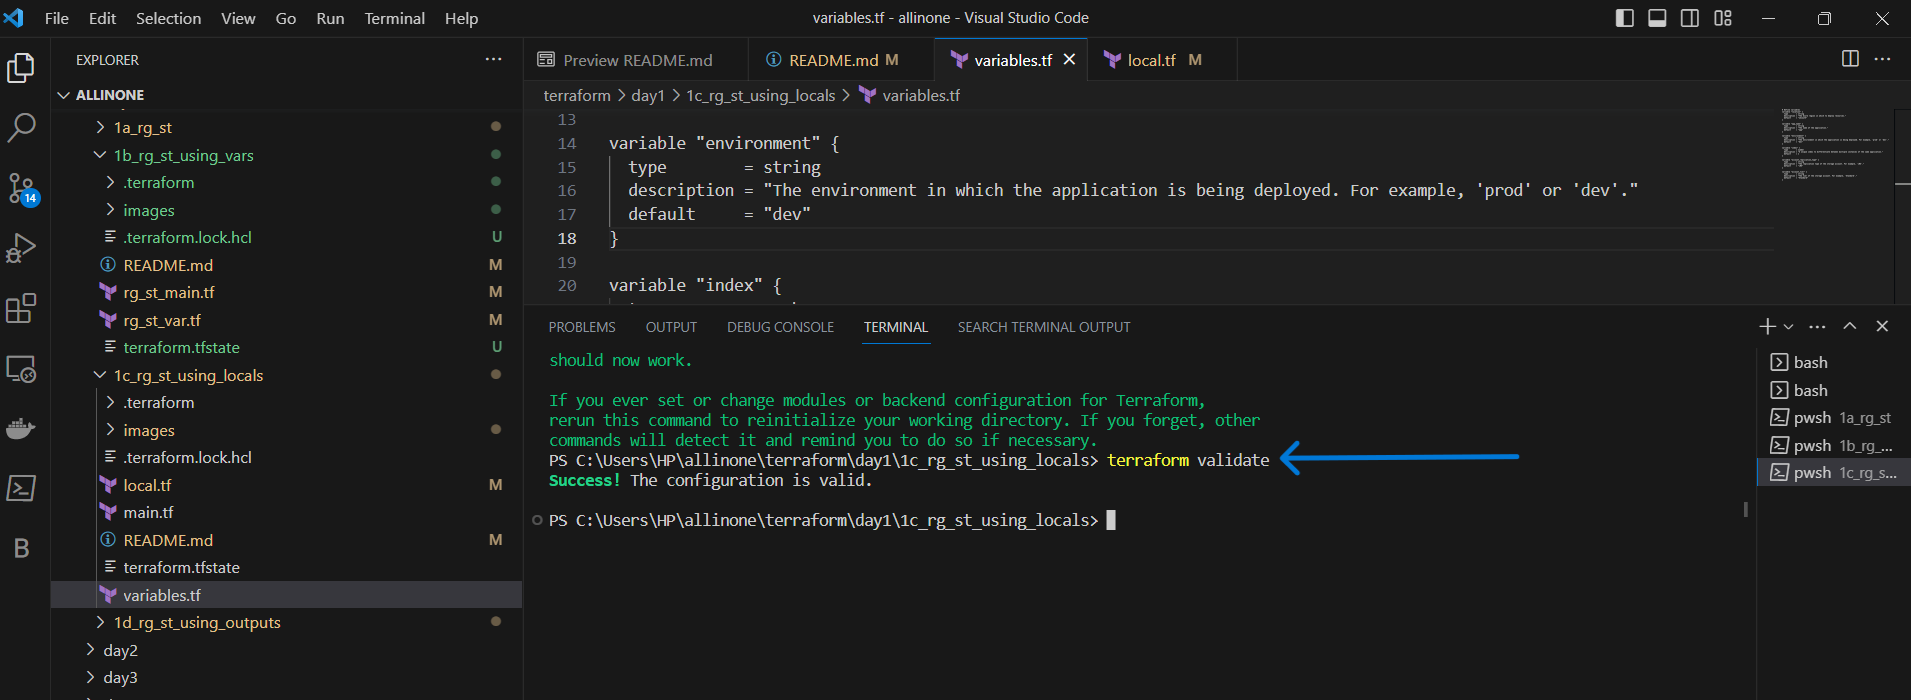 File Edit Selection View Go Run Terminal Help
variables.tf - allinone - Visual Studio Code
EXPLORER
ALLINONE
1a_rg_st
1b_rg_st_using_vars
.terraform
images
.terraform.lock.hcl U
README.md M
rg_st_main.tf M
rg_st_var.tf M
terraform.tfstate U
1c_rg_st_using_locals
.terraform
images
.terraform.lock.hcl
local.tf M
main.tf
README.md M
terraform.tfstate
variables.tf
1d_rg_st_using_outputs
day2
day3
14
B
Preview README.md
README.md M
variables.tf
local.tf M
terraform > day1 > 1c_rg_st_using_locals > variables.tf
13
14 variable "environment" {
15 type = string
16 description = "The environment in which the application is being deployed. For example, 'prod' or 'dev'."
17 default = "dev"
18 }
19
20 variable "index" {
PROBLEMS OUTPUT DEBUG CONSOLE TERMINAL SEARCH TERMINAL OUTPUT
should now work.
If you ever set or change modules or backend configuration for Terraform,
rerun this command to reinitialize your working directory. If you forget, other
commands will detect it and remind you to do so if necessary.
PS C:\Users\HP\allinone\terraform\day1\1c_rg_st_using_locals> terraform validate
Success! The configuration is valid.
PS C:\Users\HP\allinone\terraform\day1\1c_rg_st_using_locals>
bash
bash
pwsh 1a_rg_st
pwsh 1b_rg_...
pwsh 1c_rg_s...